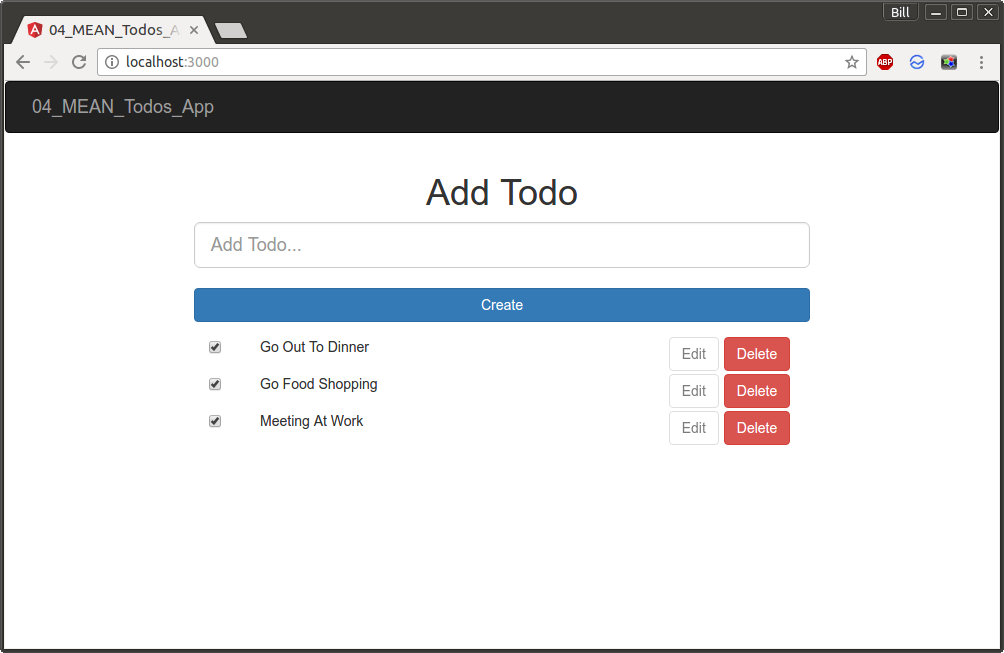 Bill
04_MEAN_Todos_A
localhost:3000
ABP
04_MEAN_Todos_App
Add Todo
Add Todo...
Create
Go Out To Dinner Edit Delete
Go Food Shopping Edit Delete
Meeting At Work Edit Delete